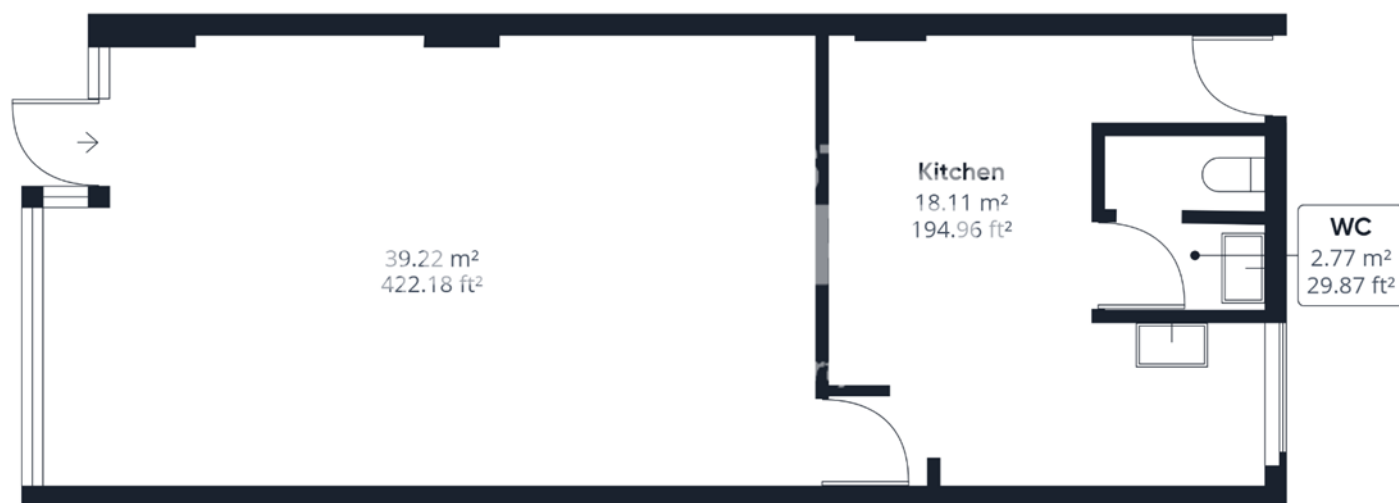 Kitchen
18.11 m²
194.96 ft²
39.22 m²
422.18 ft²
WC
2.77 m²
29.87 ft²